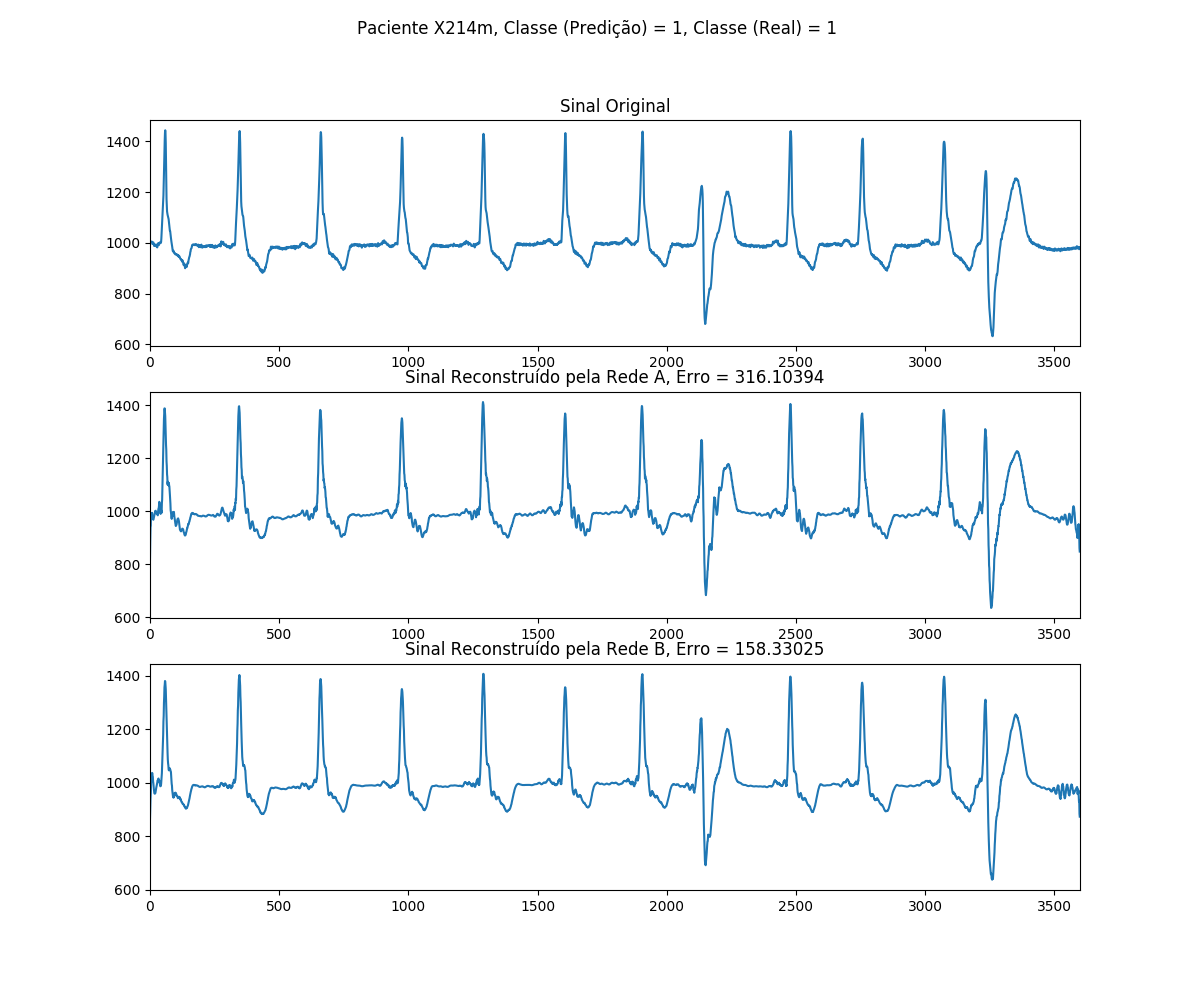 Paciente X214m, Classe (Predição) = 1, Classe (Real) = 1
Sinal Original
1400
1200
1000
800
600
0 500 1000 1500 2000 2500 3000 3500
Sinal Reconstruído pela Rede A, Erro = 316.10394
1400
1200
1000
800
600
0 500 1000 1500 2000 2500 3000 3500
Sinal Reconstruído pela Rede B, Erro = 158.33025
1400
1200
1000
800
600
0 500 1000 1500 2000 2500 3000 3500